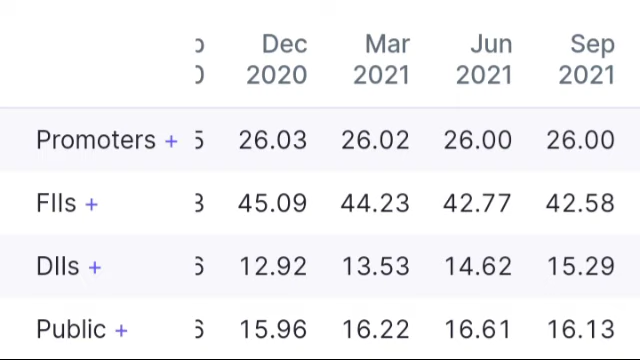 Dec Mar Jun Sep
2020 2021 2021 2021
Promoters + 26.03 26.02 26.00 26.00
FIIs + 45.09 44.23 42.77 42.58
DIIs + 12.92 13.53 14.62 15.29
Public + 15.96 16.22 16.61 16.13